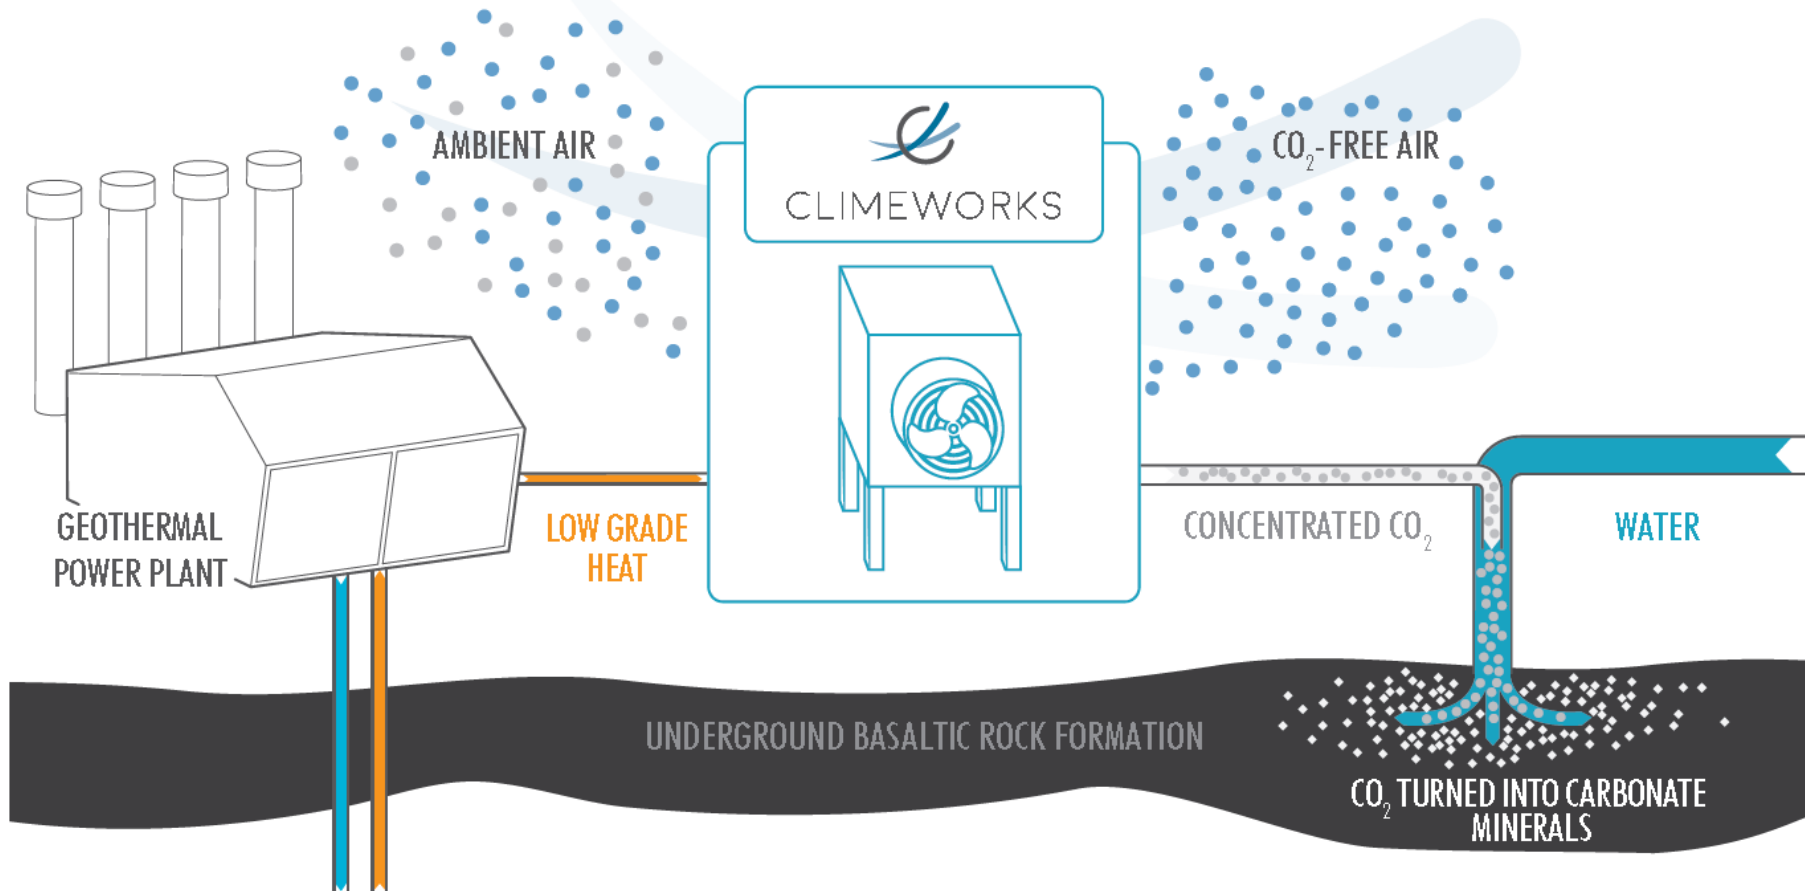 AMBIENT AIR
CLIMEWORKS
CO₂-FREE AIR
GEOTHERMAL
POWER PLANT
LOW GRADE
HEAT
CONCENTRATED CO₂
WATER
UNDERGROUND BASALTIC ROCK FORMATION
CO₂ TURNED INTO CARBONATE
MINERALS